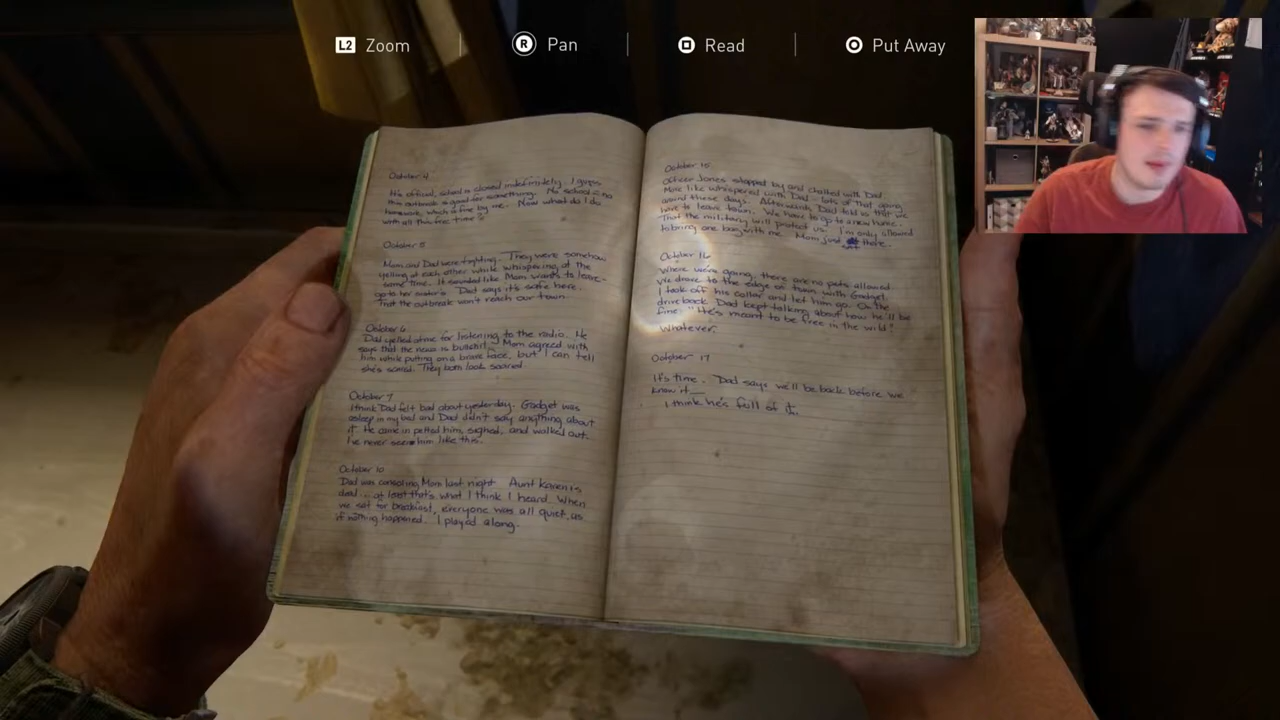 L2 Zoom
R Pan
Read
Put Away
October 4
It's official, school is closed indefinitely. I guess
this outbreak is good for something. No school = no
homework, which is fine by me. Now what do I do
with all this free time?
October 5
Mom and Dad were fighting. They were somehow
yelling at each other while whispering at the
same time. It sounded like Mom wants to leave-
go to her sister's. Dad says it's safe here.
That the outbreak won't reach our town.
October 6
Dad yelled at me for listening to the radio. He
says that the news is bullshit. Mom agreed with
him while putting on a brave face, but I can tell
she's scared. They both look scared.
October 7
I think Dad felt bad about yesterday. Gadget was
asleep in my bed and Dad didn't say anything about
it. He came in petted him, sighed, and walked out.
I've never seen him like this.
October 10
Dad was consoling Mom last night. Aunt Karen is
dead... at least that's what I think I heard. When
we sat for breakfast, everyone was all quiet, as
if nothing happened. I played along.
October 15
Officer Jones stopped by and chatted with Dad.
More like whispered with Dad - lots of that going
around these days. Afterwards, Dad told us that we
have to leave town. We have to go to a new home.
That the military will protect us. I'm only allowed
to bring one bag with me. Mom just sat there.
October 16
Where we're going, there are no pets allowed.
We drove to the edge of town with Gadget.
I took off his collar and let him go. On the
drive back Dad kept talking about how he'll be
fine. "He's meant to be free in the wild!"
Whatever.
October 17
It's time. Dad says we'll be back before we
know it
I think he's full of it.